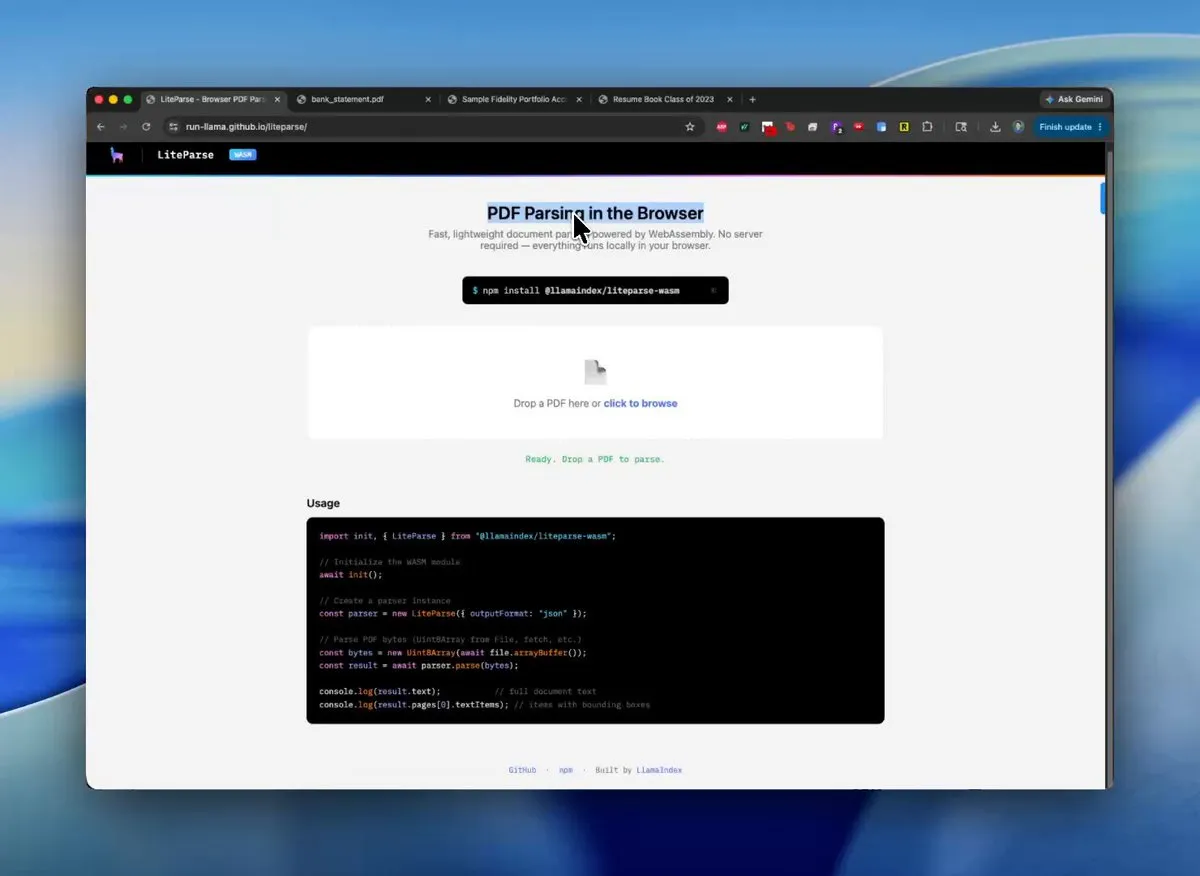 LiteParse - Browser PDF Pars
bank_statement.pdf
Sample Fidelity Portfolio Acc
Resume Book Class of 2023
Ask Gemini
run-llama.github.io/liteparse/
Finish update
LiteParse
WASM
PDF Parsing in the Browser
Fast, lightweight document powered by WebAssembly. No server
required — everything runs locally in your browser.
$ npm install @llamaindex/liteparse-wasm
Drop a PDF here or click to browse
Ready. Drop a PDF to parse.
Usage
import init, { LiteParse } from "@llamaindex/liteparse-wasm";
// Initialize the WASM module
await init();
// Create a parser instance
const parser = new LiteParse({ outputFormat: "json" });
// Parse PDF bytes (Uint8Array from File, fetch, etc.)
const bytes = new Uint8Array(await file.arrayBuffer());
const result = await parser.parse(bytes);
console.log(result.text); // full document text
console.log(result.pages[0].textItems); // items with bounding boxes
GitHub · npm · Built by LlamaIndex